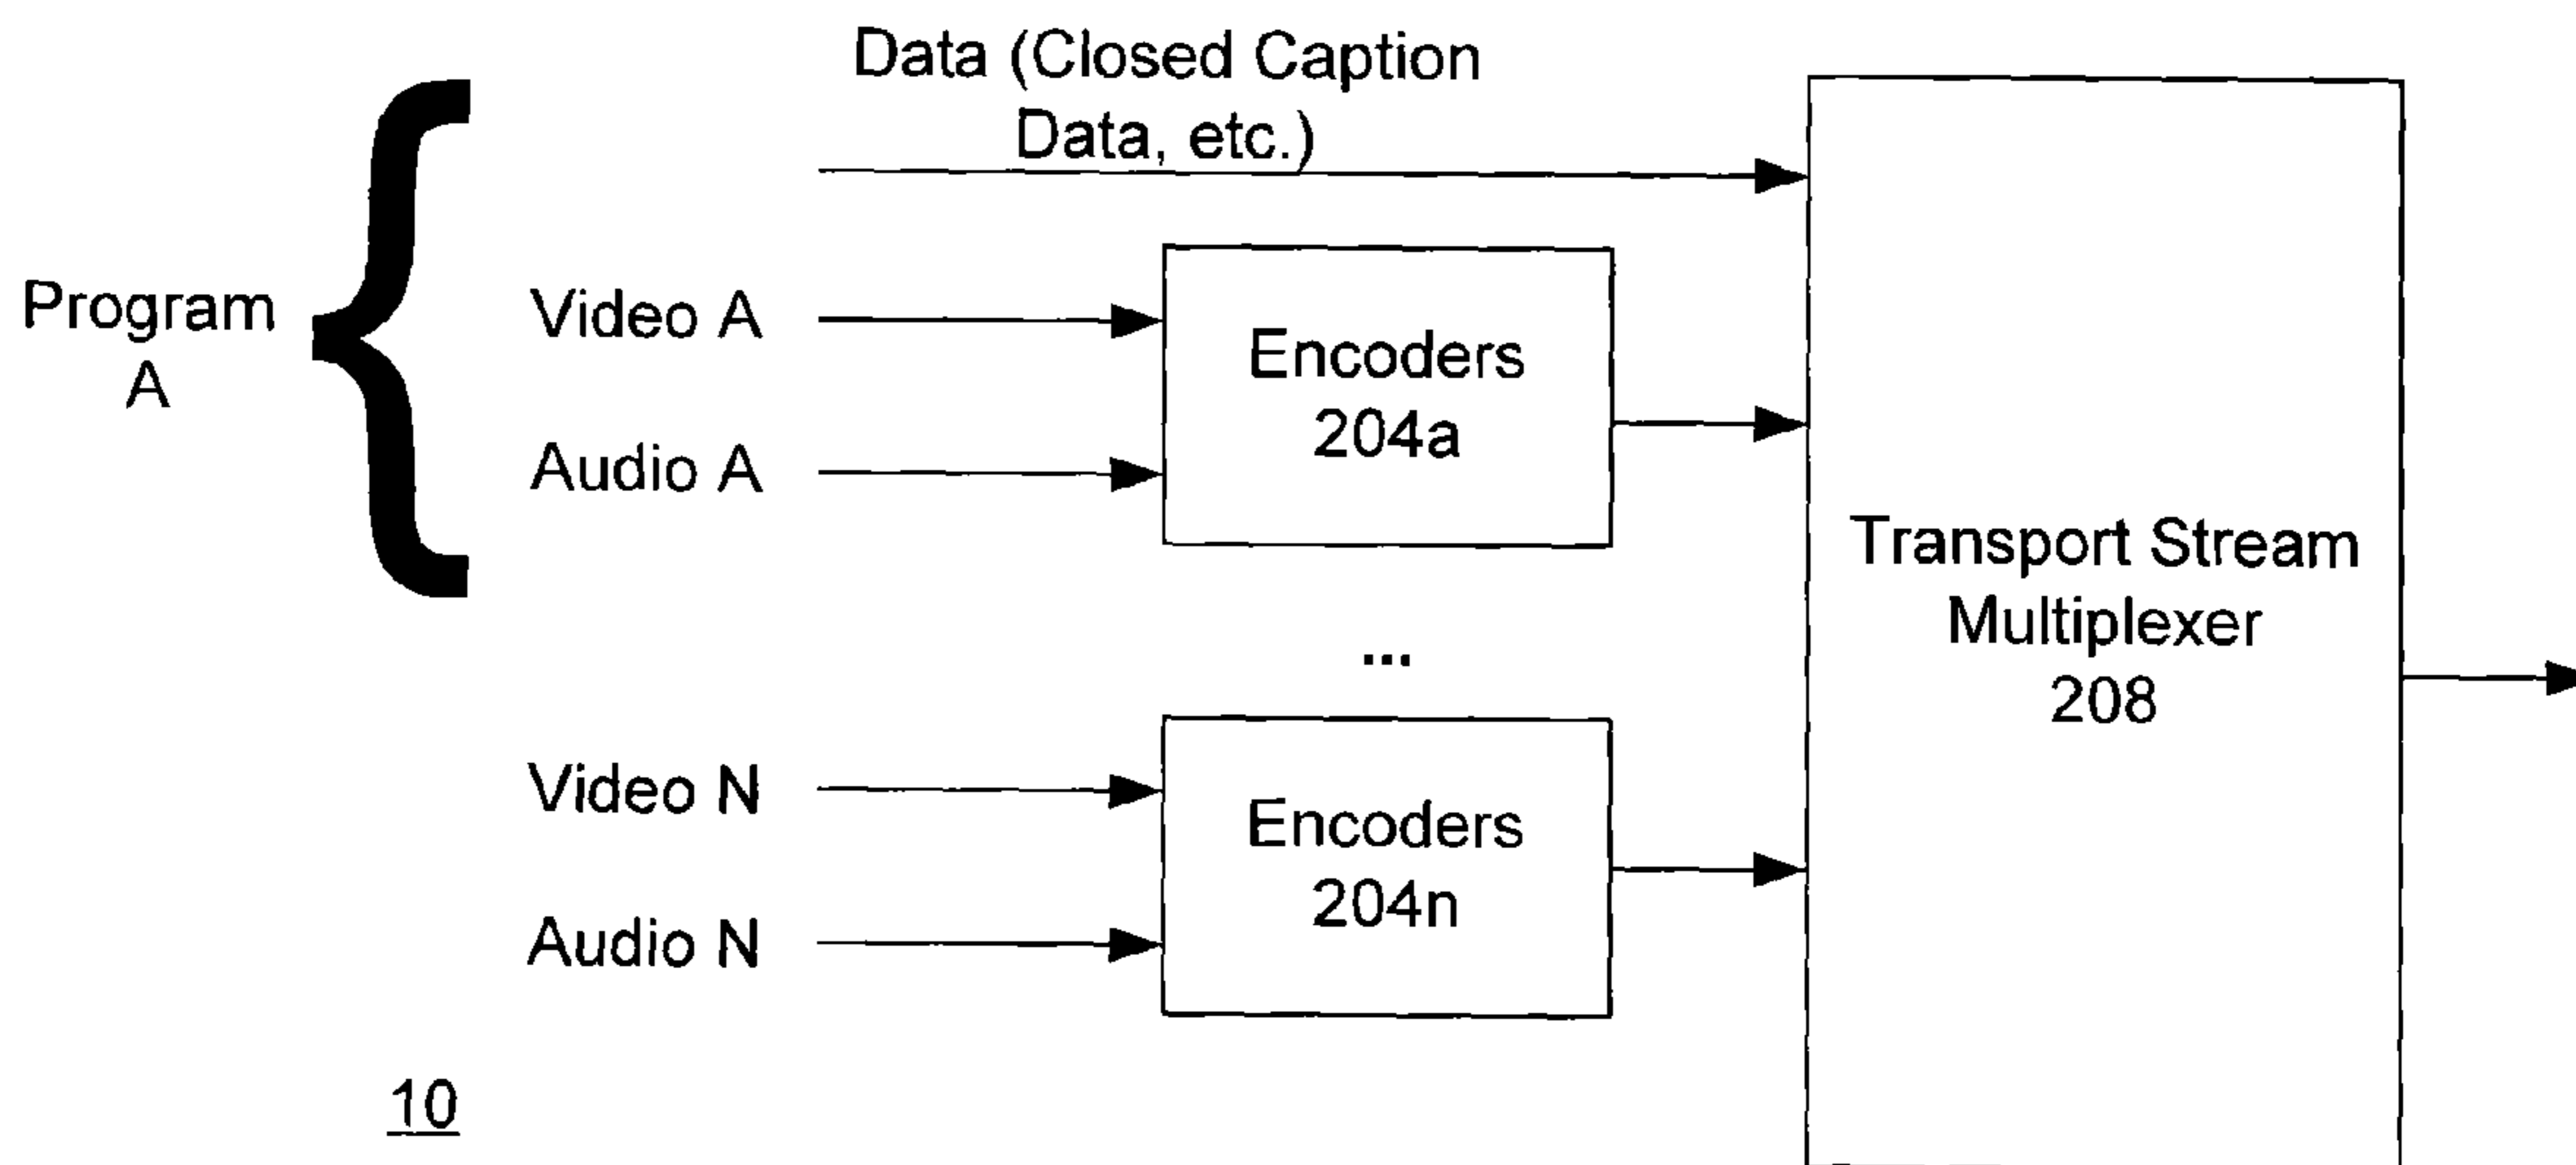 Data (Closed Caption
Data, etc.)
Program
A
Video A
Audio A
Encoders
204a
Transport Stream
Multiplexer
208
...
Video N
Audio N
Encoders
204n
10